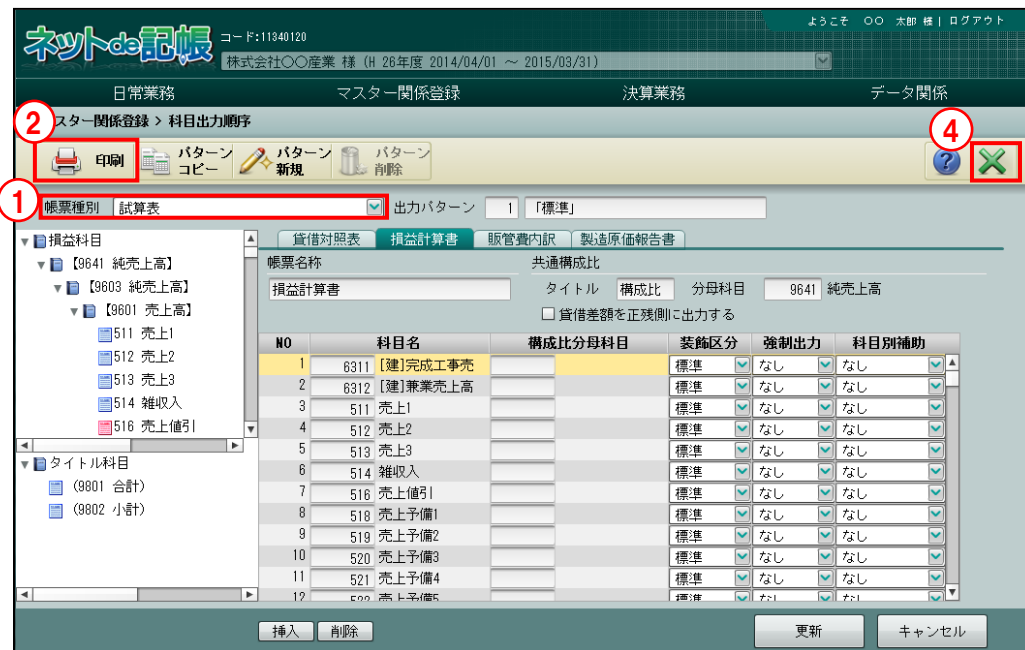 ようこそ 〇〇 太郎 様 | ログアウト
ネットde記帳 コード:11340120
株式会社〇〇産業 様 (H 26年度 2014/04/01 ～ 2015/03/31)
日常業務 マスター関係登録 決算業務 データ関係
② スター関係登録 > 科目出力順序 ④
印刷 パターンコピー パターン新規 パターン削除 ?
① 帳票種別 試算表 出力パターン 1 「標準」
損益科目
【9641 純売上高】
【9603 純売上高】
【9601 売上高】
511 売上1
512 売上2
513 売上3
514 雑収入
516 売上値引
タイトル科目
(9801 合計)
(9802 小計)
貸借対照表 損益計算書 販管費内訳 製造原価報告書
帳票名称 共通構成比
損益計算書 タイトル 構成比 分母科目 9641 純売上高
貸借差額を正残側に出力する
NO 科目名 構成比分母科目 装飾区分 強制出力 科目別補助
1 6311 [建]完成工事売 標準 なし なし
2 6312 [建]兼業売上高 標準 なし なし
3 511 売上1 標準 なし なし
4 512 売上2 標準 なし なし
5 513 売上3 標準 なし なし
6 514 雑収入 標準 なし なし
7 516 売上値引 標準 なし なし
8 518 売上予備1 標準 なし なし
9 519 売上予備2 標準 なし なし
10 520 売上予備3 標準 なし なし
11 521 売上予備4 標準 なし なし
12 522 売上予備5 標準 なし なし
挿入 削除 更新 キャンセル